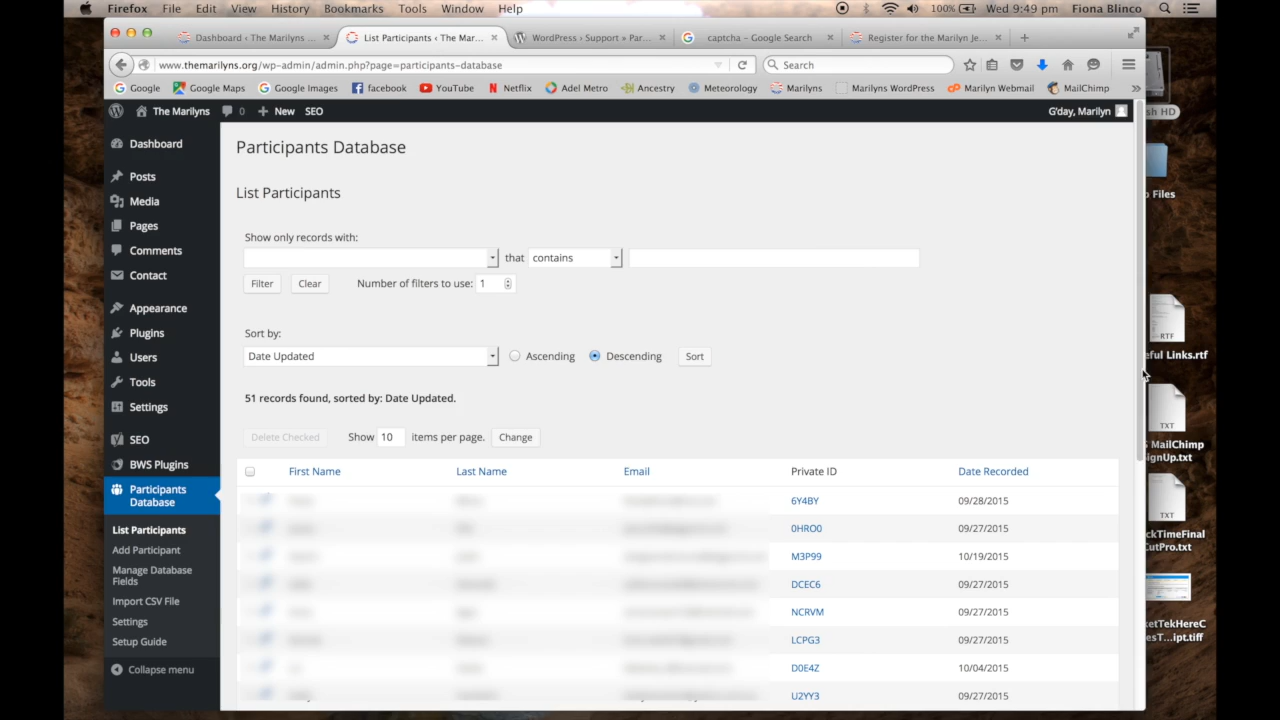 Firefox File Edit View History Bookmarks Tools Window Help 100% Wed 9:49 pm Fiona Blinco
Dashboard ‹ The Marilyns ... List Participants ‹ The Mar... WordPress › Support » Par... captcha – Google Search Register for the Marilyn Je...
www.themarilyns.org/wp-admin/admin.php?page=participants-database Search
Google Google Maps Google Images facebook YouTube Netflix Adel Metro Ancestry Meteorology Marilyns Marilyns WordPress Marilyn Webmail MailChimp
The Marilyns 0 New SEO G'day, Marilyn
Dashboard
Posts
Media
Pages
Comments
Contact
Appearance
Plugins
Users
Tools
Settings
SEO
BWS Plugins
Participants
Database
List Participants
Add Participant
Manage Database
Fields
Import CSV File
Settings
Setup Guide
Collapse menu
Participants Database
List Participants
Show only records with:
that contains
Filter Clear Number of filters to use: 1
Sort by:
Date Updated Ascending Descending Sort
51 records found, sorted by: Date Updated.
Delete Checked Show 10 items per page. Change
First Name Last Name Email Private ID Date Recorded
6Y4BY 09/28/2015
0HRO0 09/27/2015
M3P99 10/19/2015
DCEC6 09/27/2015
NCRVM 09/27/2015
LCPG3 09/27/2015
D0E4Z 10/04/2015
U2YY3 09/27/2015
sh HD
Files
RTF
eful Links.rtf
TXT
MailChimp
ignUp.txt
TXT
ckTimeFinal
CutPro.txt
etTekHereC
esT...ipt.tiff